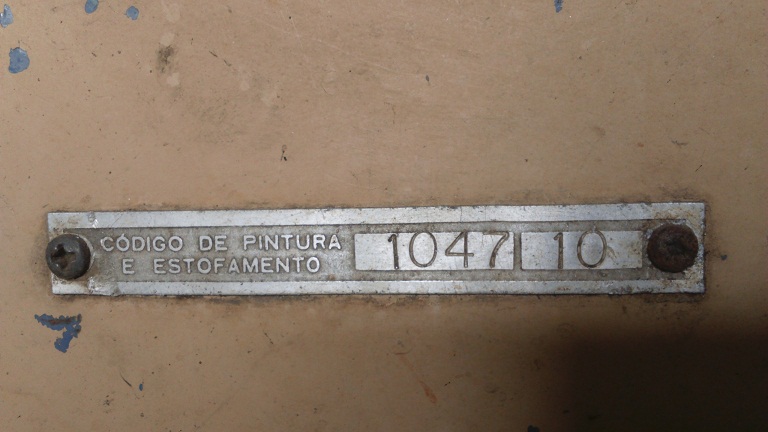 CÓDIGO DE PINTURA
E ESTOFAMENTO
1047 10